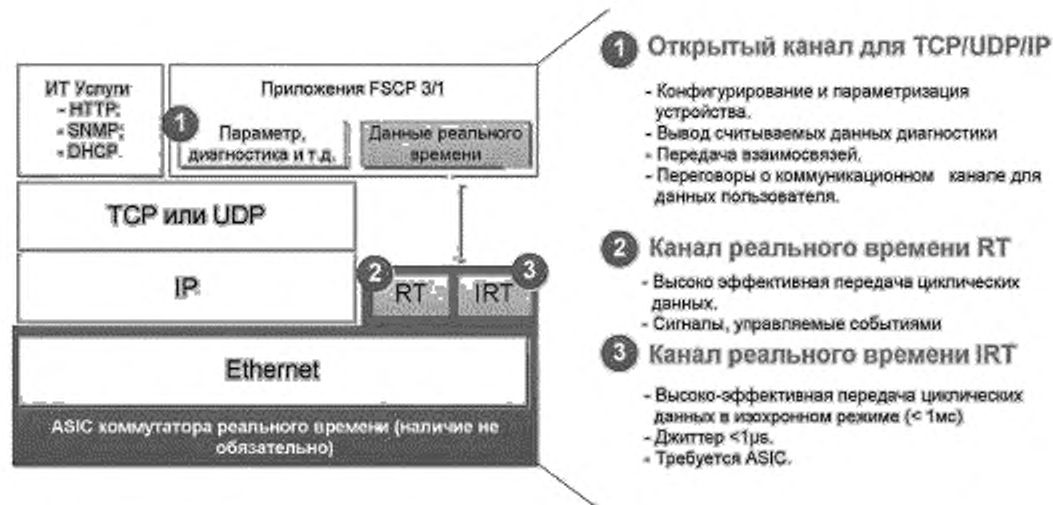 ИТ Услуги
- HTTP;
- SNMP;
- DHCP.
Приложения FSCP 3/1
1
Параметр,
диагностика и т.д.
Данные реального
времени
TCP или UDP
IP
2
RT
3
IRT
Ethernet
ASIC коммутатора реального времени (наличие не
обязательно)
1 Открытый канал для TCP/UDP/IP
- Конфигурирование и параметризация
устройства.
- Вывод считываемых данных диагностики
- Передача взаимосвязей,
- Переговоры о коммуникационном канале для
данных пользователя.
2 Канал реального времени RT
- Высоко эффективная передача циклических
данных.
- Сигналы, управляемые событиями
3 Канал реального времени IRT
- Высоко-эффективная передача циклических
данных в изохронном режиме (< 1мс)
- Джиттер <1µs.
- Требуется ASIC.